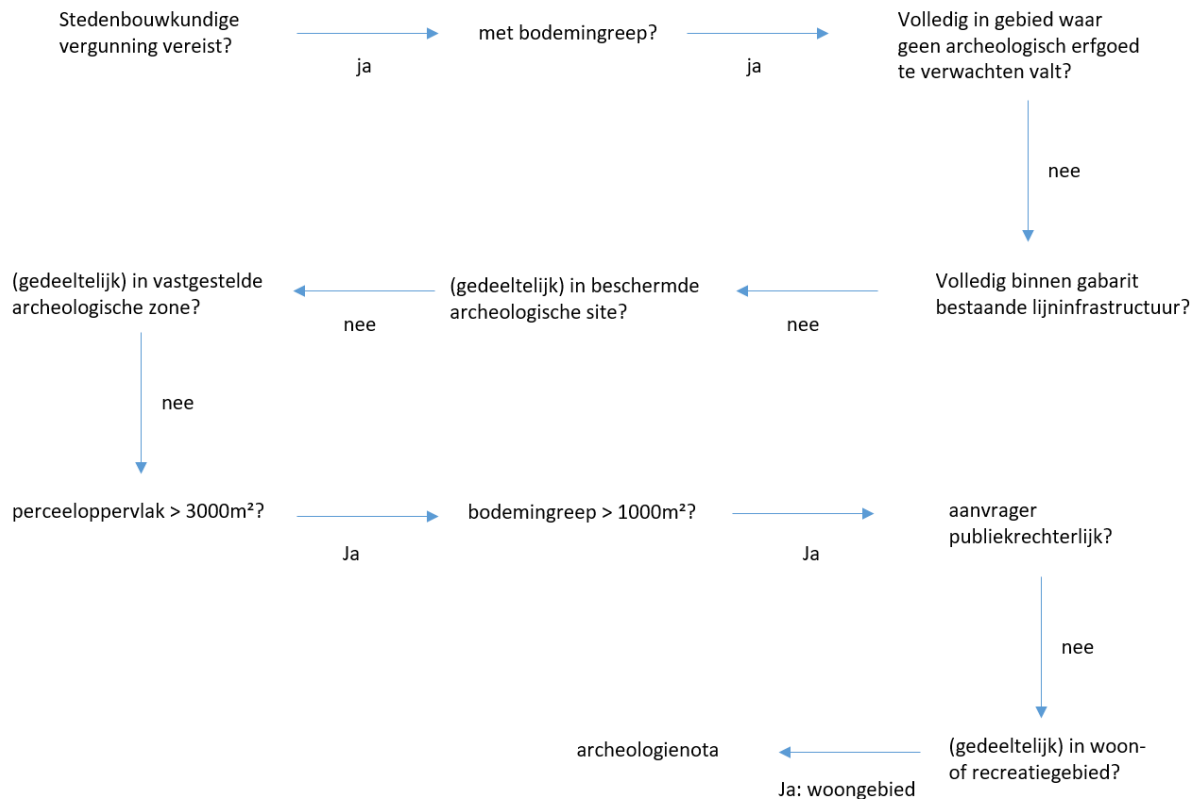 Stedenbouwkundige
vergunning vereist?
ja
met bodemingreep?
ja
Volledig in gebied waar
geen archeologisch erfgoed
te verwachten valt?
nee
Volledig binnen gabarit
bestaande lijninfrastructuur?
nee
(gedeeltelijk) in beschermde
archeologische site?
nee
(gedeeltelijk) in vastgestelde
archeologische zone?
nee
perceeloppervlak > 3000m²?
Ja
bodemingreep > 1000m²?
Ja
aanvrager
publiekrechterlijk?
nee
(gedeeltelijk) in woon-
of recreatiegebied?
Ja: woongebied
archeologienota